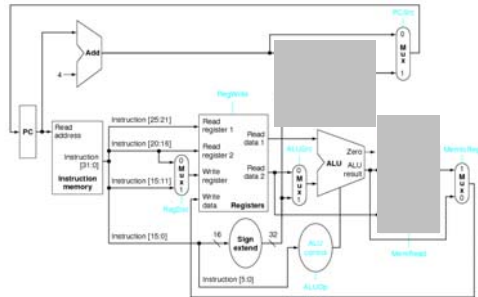 PCSrc
Add
4
0
M
u
x
1
RegWrite
PC
Read
address
Instruction
[31:0]
Instruction
memory
Instruction [25:21]
Instruction [20:16]
Instruction [15:11]
0
M
u
x
1
RegDst
Read
register 1
Read
register 2
Write
register
Write
data
Read
data 1
Read
data 2
Registers
ALUSrc
0
M
u
x
1
Zero
ALU
ALU
result
MemtoReg
1
M
u
x
0
MemRead
Instruction [15:0]
16
Sign
extend
32
ALU
control
Instruction [5:0]
ALUOp